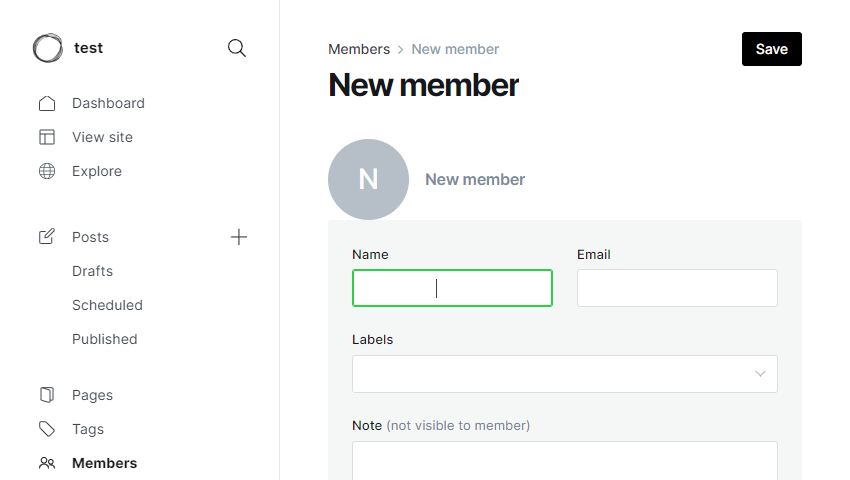 test
Dashboard
View site
Explore
Posts
Drafts
Scheduled
Published
Pages
Tags
Members
Members > New member
Save
New member
N
New member
Name
Email
Labels
Note (not visible to member)